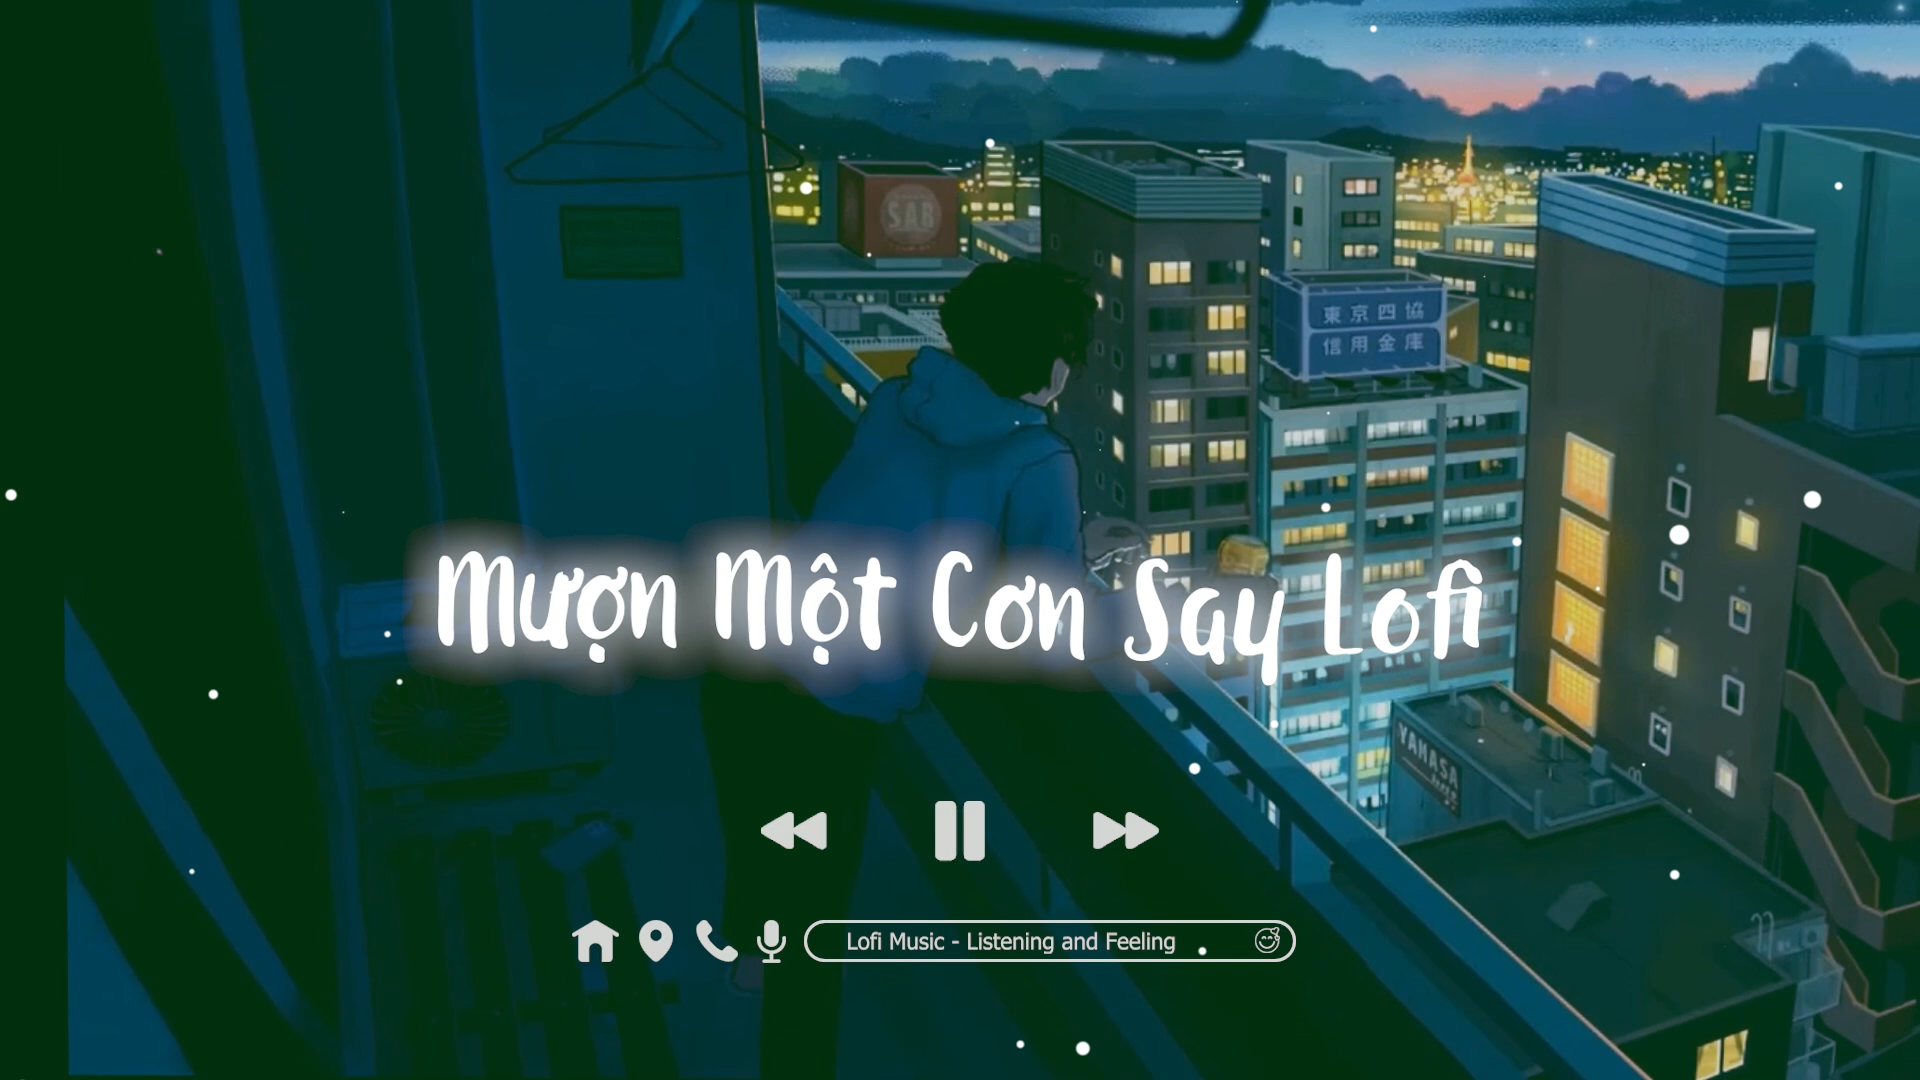 SAB
東京四協
信用金庫
Mượn Một Cơn Say Lofi
YANASA
Lofi Music - Listening and Feeling